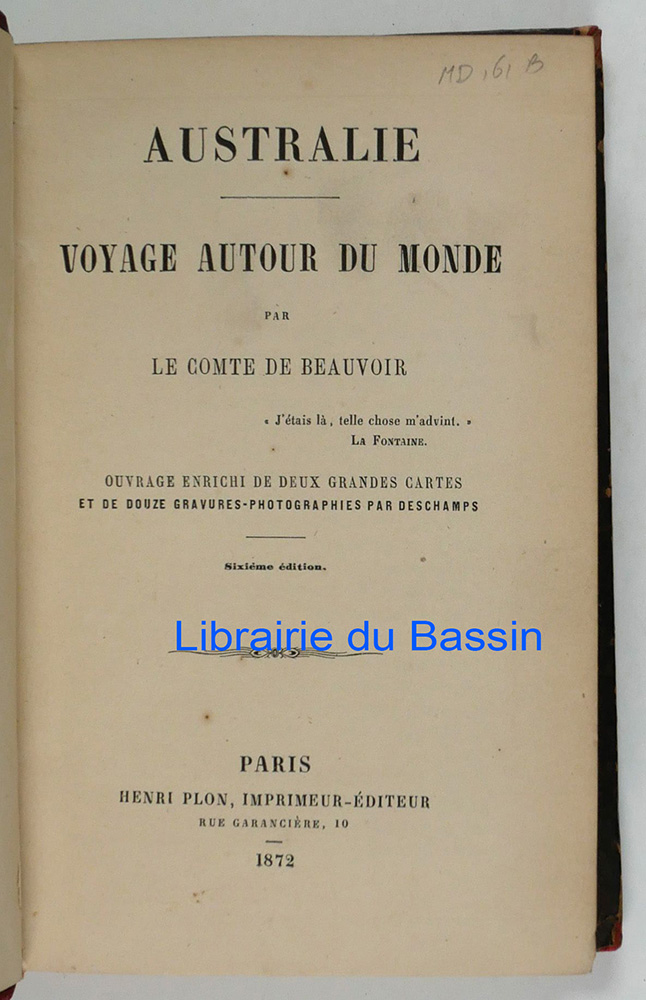 MD, 61 B
AUSTRALIE
VOYAGE AUTOUR DU MONDE
PAR
LE COMTE DE BEAUVOIR
« J'étais là, telle chose m'advint. »
LA FONTAINE.
OUVRAGE ENRICHI DE DEUX GRANDES CARTES
ET DE DOUZE GRAVURES-PHOTOGRAPHIES PAR DESCHAMPS
Sixiéme édition.
Librairie du Bassin
PARIS
HENRI PLON, IMPRIMEUR-ÉDITEUR
RUE GARANCIÈRE, 10
1872